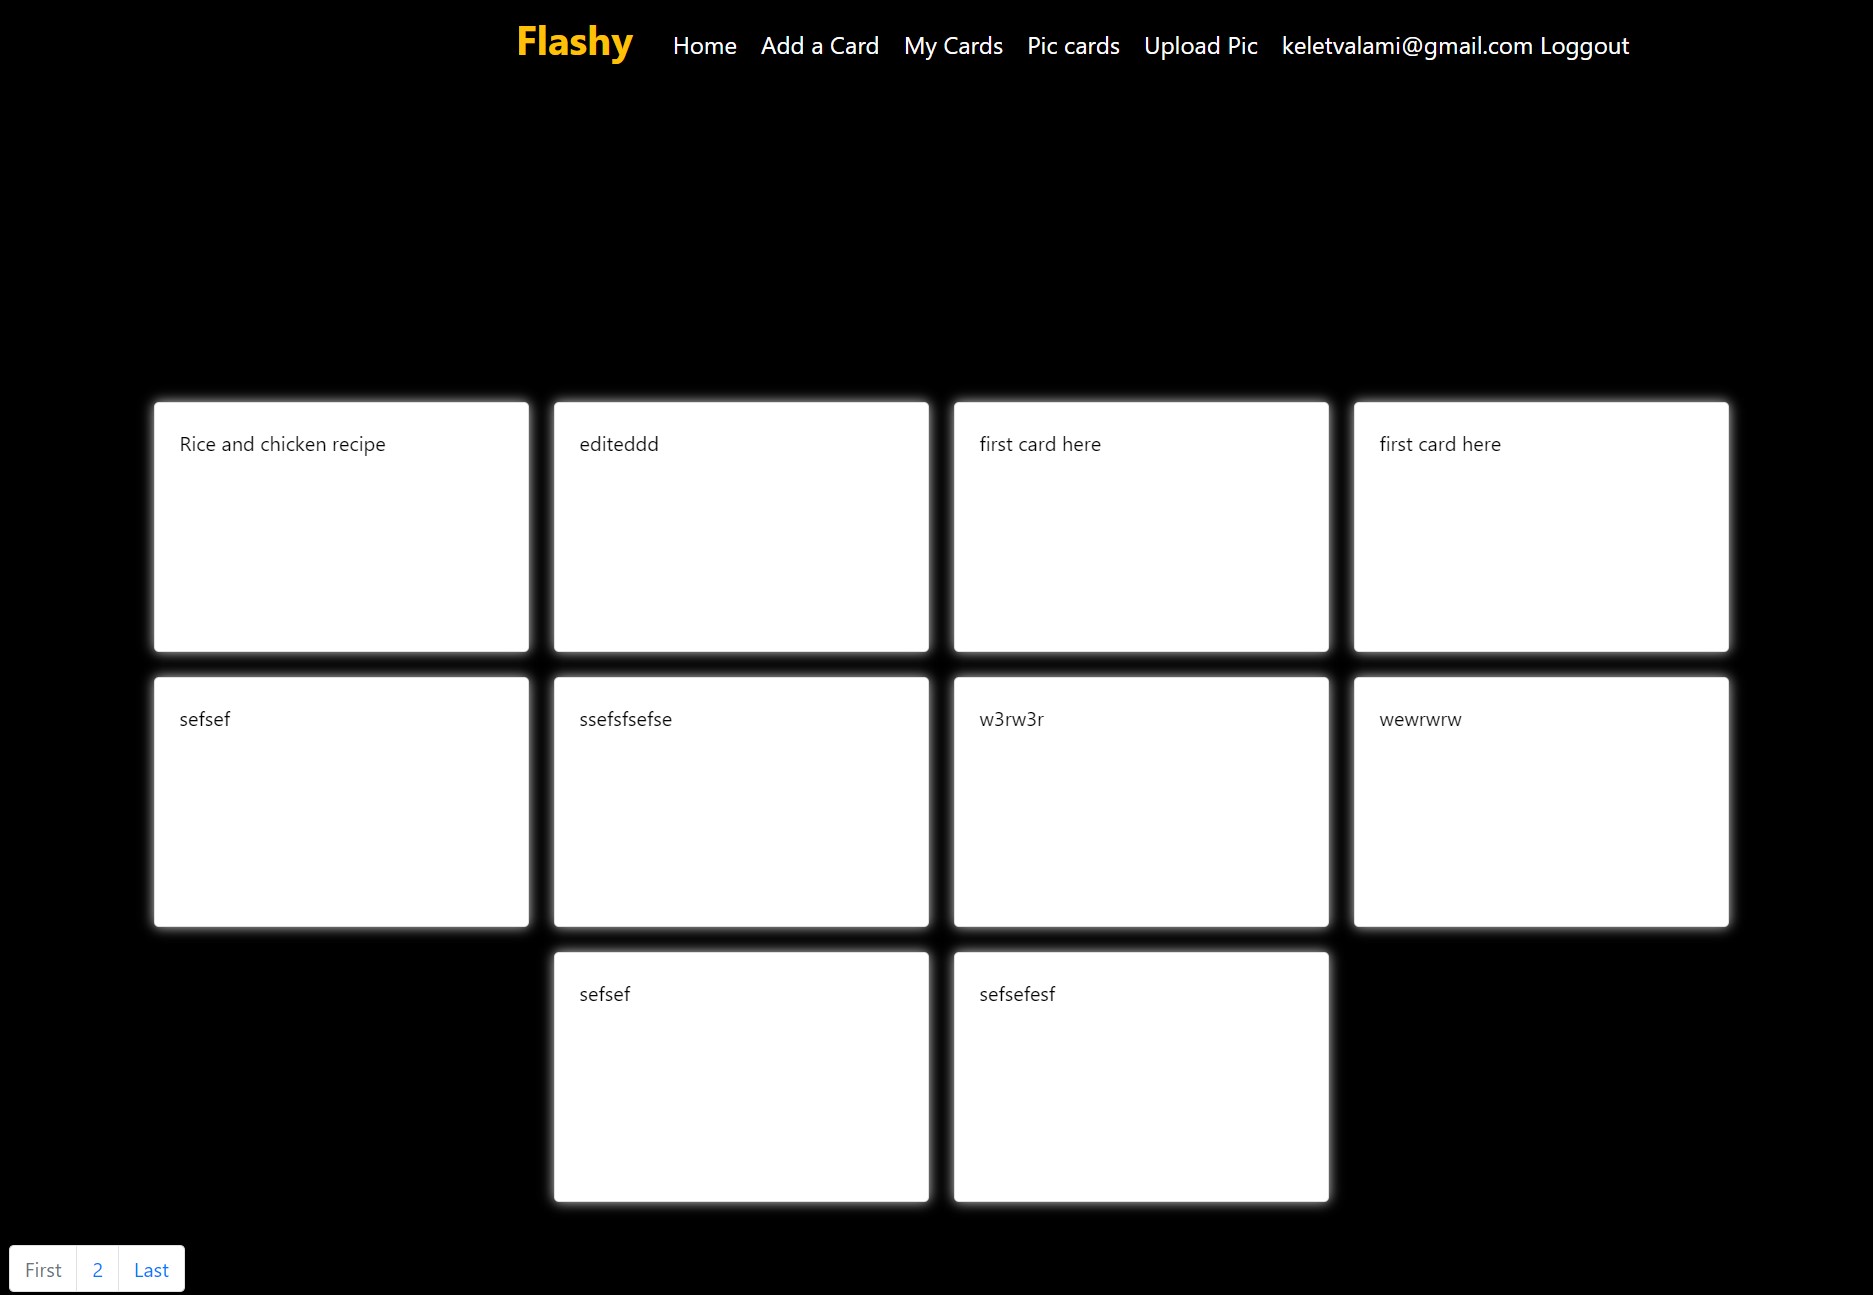 Flashy Home Add a Card My Cards Pic cards Upload Pic keletvalami@gmail.com Loggout
Rice and chicken recipe
editeddd
first card here
first card here
sefsef
ssefsfsefse
w3rw3r
wewrwrw
sefsef
sefsefesf
First 2 Last